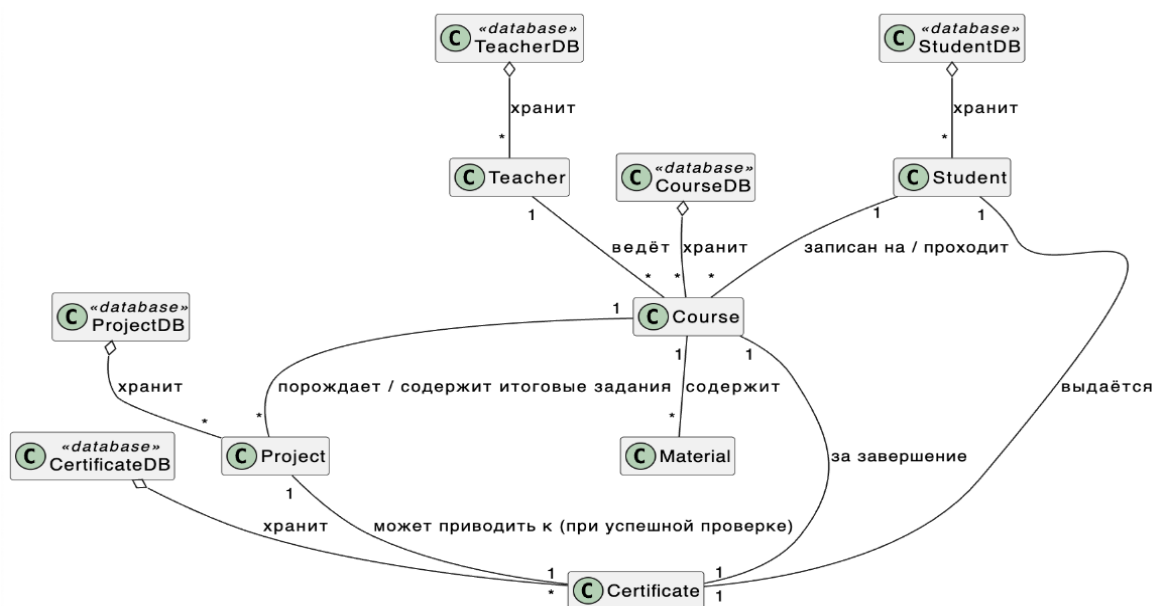 «database»
C TeacherDB
«database»
C StudentDB
хранит
хранит
*
*
C Teacher
«database»
C CourseDB
C Student
1
1
1
ведёт
хранит
записан на / проходит
*
*
*
«database»
C ProjectDB
1
C Course
1
1
хранит
порождает / содержит итоговые задания
содержит
выдаётся
*
*
*
«database»
C CertificateDB
C Project
C Material
за завершение
1
хранит
может приводить к (при успешной проверке)
1
1
*
C Certificate
1